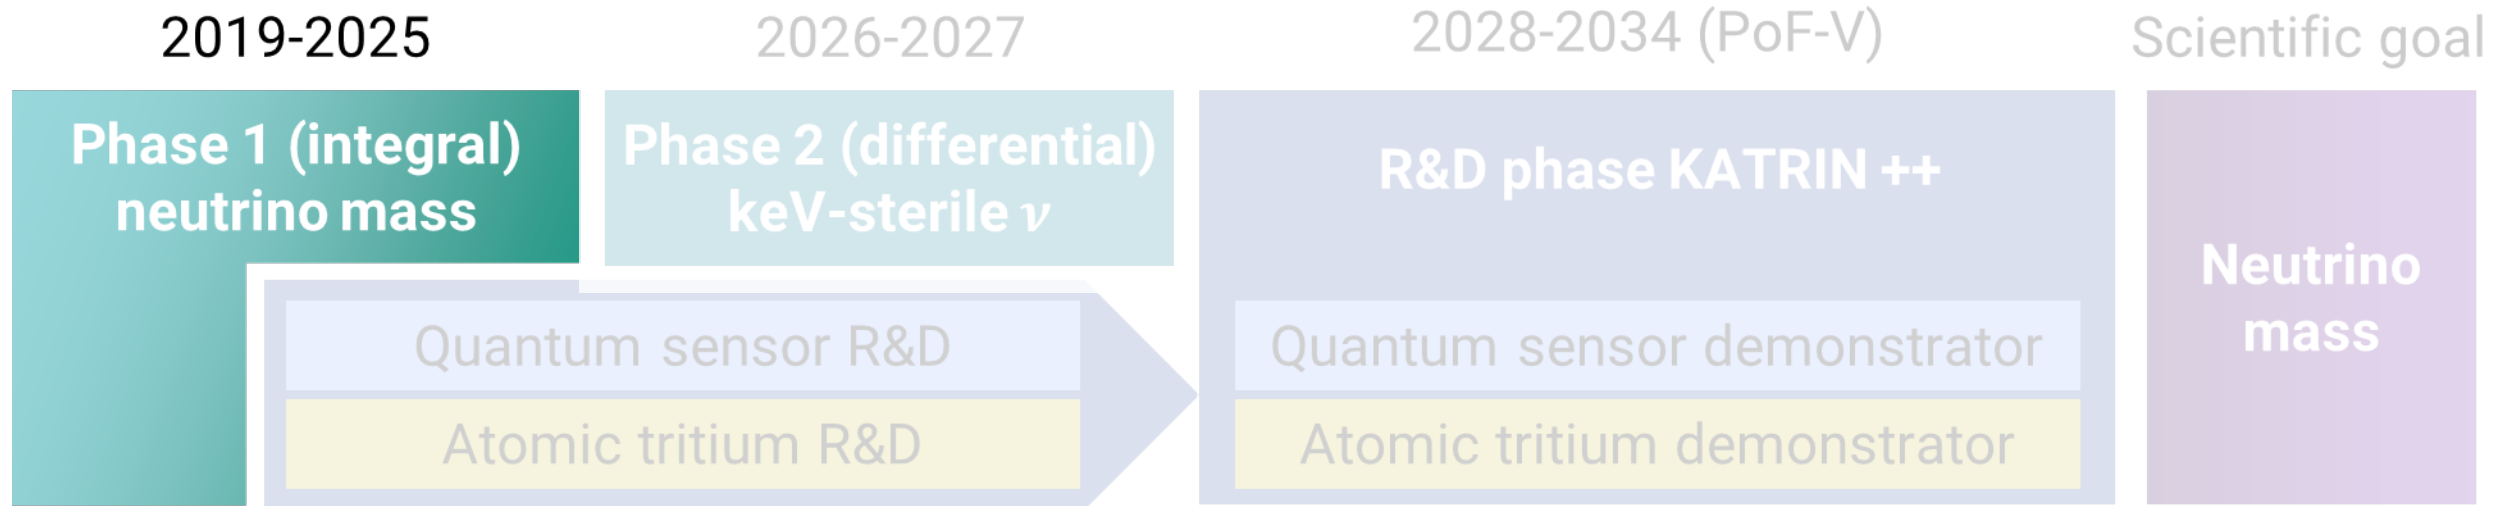 2019-2025
2026-2027
2028-2034 (PoF-V)
Scientific goal
Phase 1 (integral)
neutrino mass
Phase 2 (differential)
keV-sterile ν
R&D phase KATRIN ++
Quantum sensor R&D
Atomic tritium R&D
Quantum sensor demonstrator
Atomic tritium demonstrator
Neutrino
mass